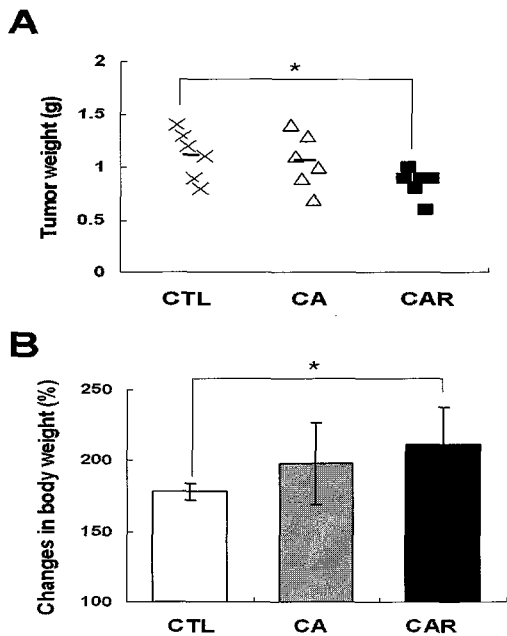 A
*
Tumor weight (g)
2
1.5
1
0.5
0
CTL CA CAR
B
*
Changes in body weight (%)
250
200
150
100
CTL CA CAR